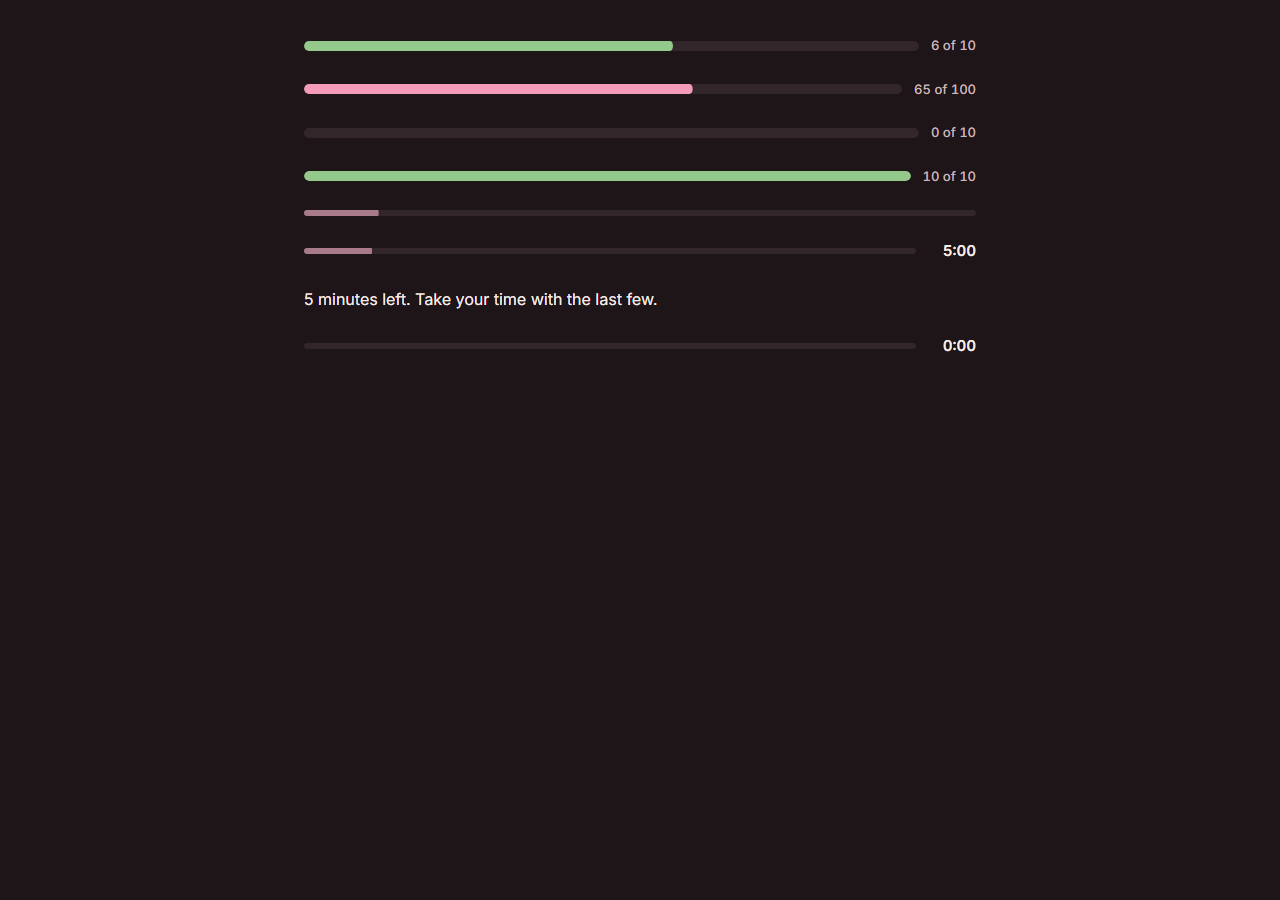 6 of 10
65 of 100
0 of 10
10 of 10
5:00
5 minutes left. Take your time with the last few.
0:00